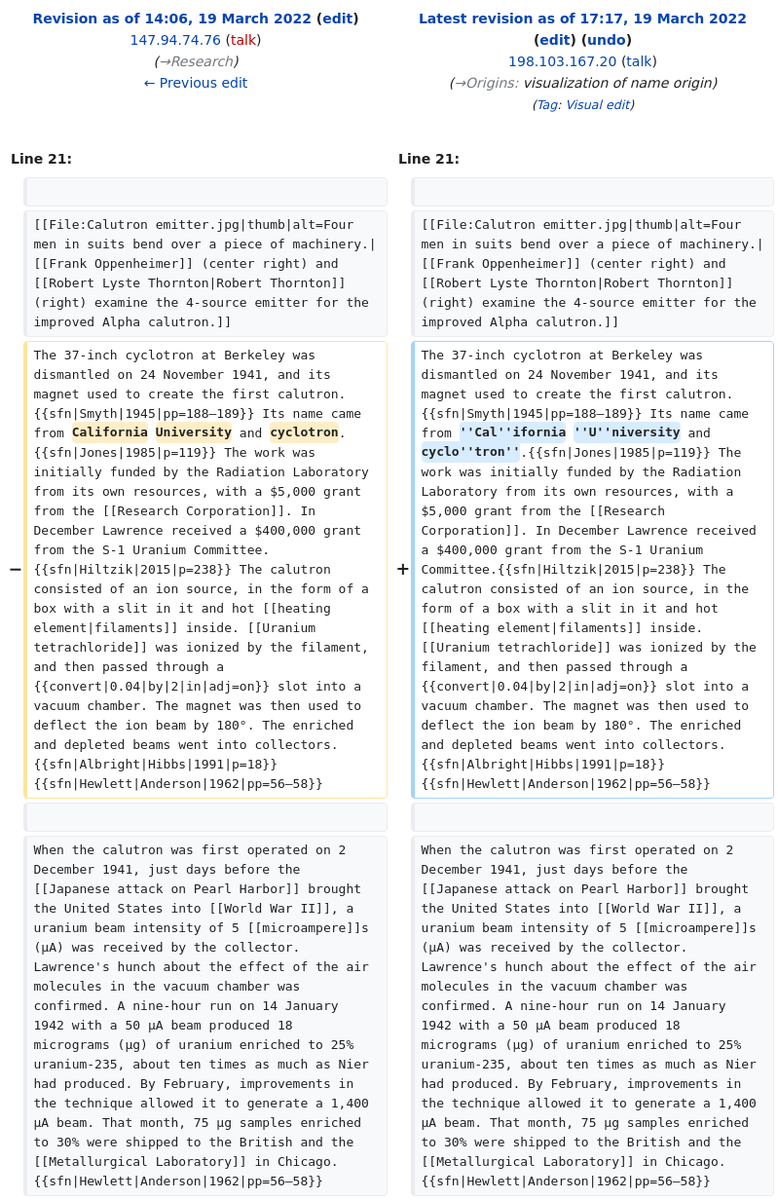 Revision as of 14:06, 19 March 2022 (edit)
147.94.74.76 (talk)
(→Research)
← Previous edit
Latest revision as of 17:17, 19 March 2022
(edit) (undo)
198.103.167.20 (talk)
(→Origins: visualization of name origin)
(Tag: Visual edit)
Line 21:
Line 21:
[[File:Calutron emitter.jpg|thumb|alt=Four
men in suits bend over a piece of machinery.|
[[Frank Oppenheimer]] (center right) and
[[Robert Lyste Thornton|Robert Thornton]]
(right) examine the 4-source emitter for the
improved Alpha calutron.]]
[[File:Calutron emitter.jpg|thumb|alt=Four
men in suits bend over a piece of machinery.|
[[Frank Oppenheimer]] (center right) and
[[Robert Lyste Thornton|Robert Thornton]]
(right) examine the 4-source emitter for the
improved Alpha calutron.]]
−
The 37-inch cyclotron at Berkeley was
dismantled on 24 November 1941, and its
magnet used to create the first calutron.
{{sfn|Smyth|1945|pp=188–189}} Its name came
from California University and cyclotron.
{{sfn|Jones|1985|p=119}} The work was
initially funded by the Radiation Laboratory
from its own resources, with a $5,000 grant
from the [[Research Corporation]]. In
December Lawrence received a $400,000 grant
from the S-1 Uranium Committee.
{{sfn|Hiltzik|2015|p=238}} The calutron
consisted of an ion source, in the form of a
box with a slit in it and hot [[heating
element|filaments]] inside. [[Uranium
tetrachloride]] was ionized by the filament,
and then passed through a
{{convert|0.04|by|2|in|adj=on}} slot into a
vacuum chamber. The magnet was then used to
deflect the ion beam by 180°. The enriched
and depleted beams went into collectors.
{{sfn|Albright|Hibbs|1991|p=18}}
{{sfn|Hewlett|Anderson|1962|pp=56–58}}
+
The 37-inch cyclotron at Berkeley was
dismantled on 24 November 1941, and its
magnet used to create the first calutron.
{{sfn|Smyth|1945|pp=188–189}} Its name came
from ''Cal''ifornia ''U''niversity and
cyclo''tron''.{{sfn|Jones|1985|p=119}} The
work was initially funded by the Radiation
Laboratory from its own resources, with a
$5,000 grant from the [[Research
Corporation]]. In December Lawrence received
a $400,000 grant from the S-1 Uranium
Committee.{{sfn|Hiltzik|2015|p=238}} The
calutron consisted of an ion source, in the
form of a box with a slit in it and hot
[[heating element|filaments]] inside.
[[Uranium tetrachloride]] was ionized by the
filament, and then passed through a
{{convert|0.04|by|2|in|adj=on}} slot into a
vacuum chamber. The magnet was then used to
deflect the ion beam by 180°. The enriched
and depleted beams went into collectors.
{{sfn|Albright|Hibbs|1991|p=18}}
{{sfn|Hewlett|Anderson|1962|pp=56–58}}
When the calutron was first operated on 2
December 1941, just days before the
[[Japanese attack on Pearl Harbor]] brought
the United States into [[World War II]], a
uranium beam intensity of 5 [[microampere]]s
(μA) was received by the collector.
Lawrence's hunch about the effect of the air
molecules in the vacuum chamber was
confirmed. A nine-hour run on 14 January
1942 with a 50 μA beam produced 18
micrograms (μg) of uranium enriched to 25%
uranium-235, about ten times as much as Nier
had produced. By February, improvements in
the technique allowed it to generate a 1,400
μA beam. That month, 75 μg samples enriched
to 30% were shipped to the British and the
[[Metallurgical Laboratory]] in Chicago.
{{sfn|Hewlett|Anderson|1962|pp=56–58}}
When the calutron was first operated on 2
December 1941, just days before the
[[Japanese attack on Pearl Harbor]] brought
the United States into [[World War II]], a
uranium beam intensity of 5 [[microampere]]s
(μA) was received by the collector.
Lawrence's hunch about the effect of the air
molecules in the vacuum chamber was
confirmed. A nine-hour run on 14 January
1942 with a 50 μA beam produced 18
micrograms (μg) of uranium enriched to 25%
uranium-235, about ten times as much as Nier
had produced. By February, improvements in
the technique allowed it to generate a 1,400
μA beam. That month, 75 μg samples enriched
to 30% were shipped to the British and the
[[Metallurgical Laboratory]] in Chicago.
{{sfn|Hewlett|Anderson|1962|pp=56–58}}